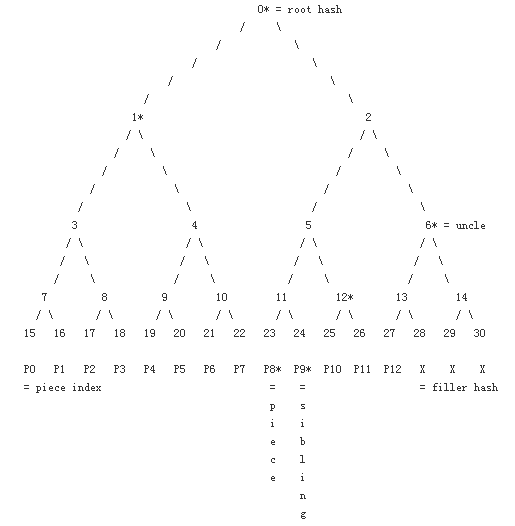 0* = root hash
/ \
/ \
/ \
/ \
1* 2
/ \ / \
/ \ / \
/ \ / \
/ \ / \
/ \ / \
3 4 5 6* = uncle
/ \ / \ / \ / \
/ \ / \ / \ / \
/ \ / \ / \ / \
7 8 9 10 11 12* 13 14
/ \ / \ / \ / \ / \ / \ / \ / \
15 16 17 18 19 20 21 22 23 24 25 26 27 28 29 30
P0 P1 P2 P3 P4 P5 P6 P7 P8* P9* P10 P11 P12 X X X
= piece index = = = filler hash
p s
i i
e b
c l
e i
n
g